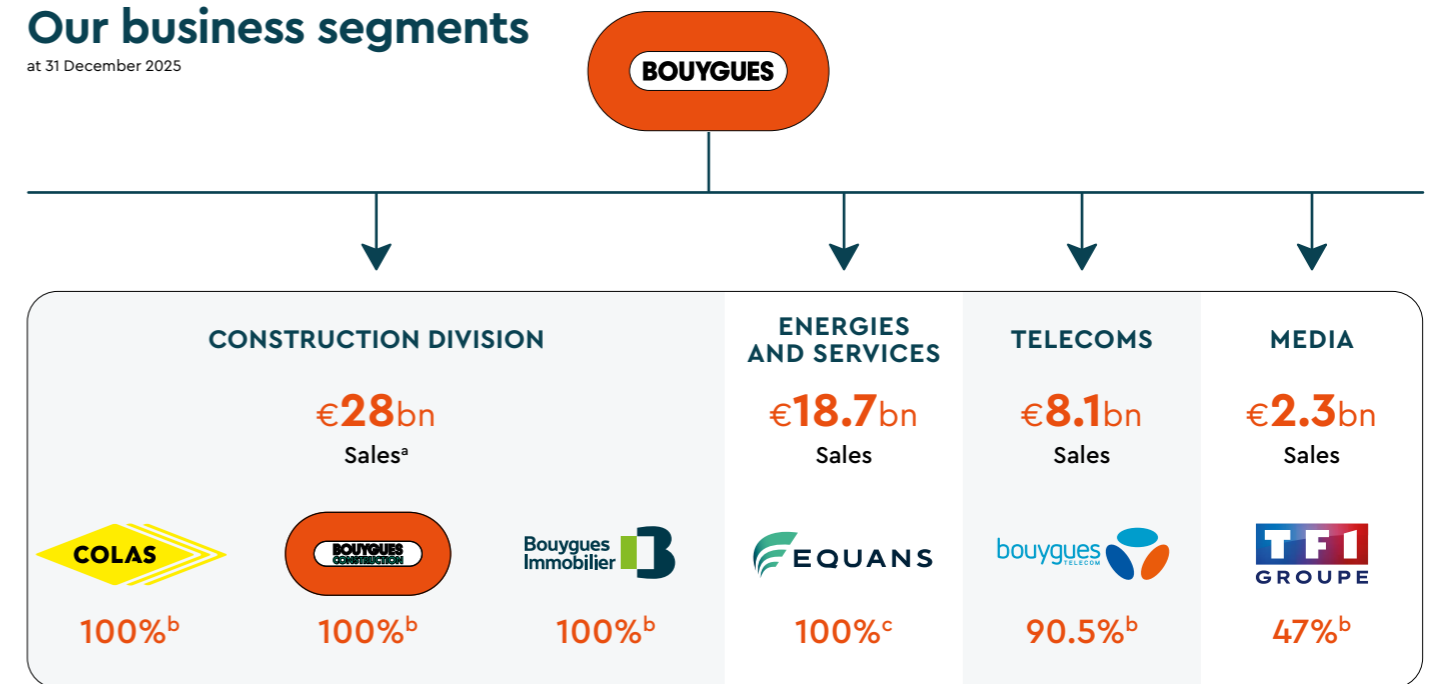 Our business segments
at 31 December 2025
BOUYGUES
CONSTRUCTION DIVISION
€28bn
Salesᵃ
COLAS
100%ᵇ
BOUYGUES
CONSTRUCTION
100%ᵇ
Bouygues
Immobilier
100%ᵇ
ENERGIES
AND SERVICES
€18.7bn
Sales
EQUANS
100%ᶜ
TELECOMS
€8.1bn
Sales
bouygues
TELECOM
90.5%ᵇ
MEDIA
€2.3bn
Sales
TF1
GROUPE
47%ᵇ